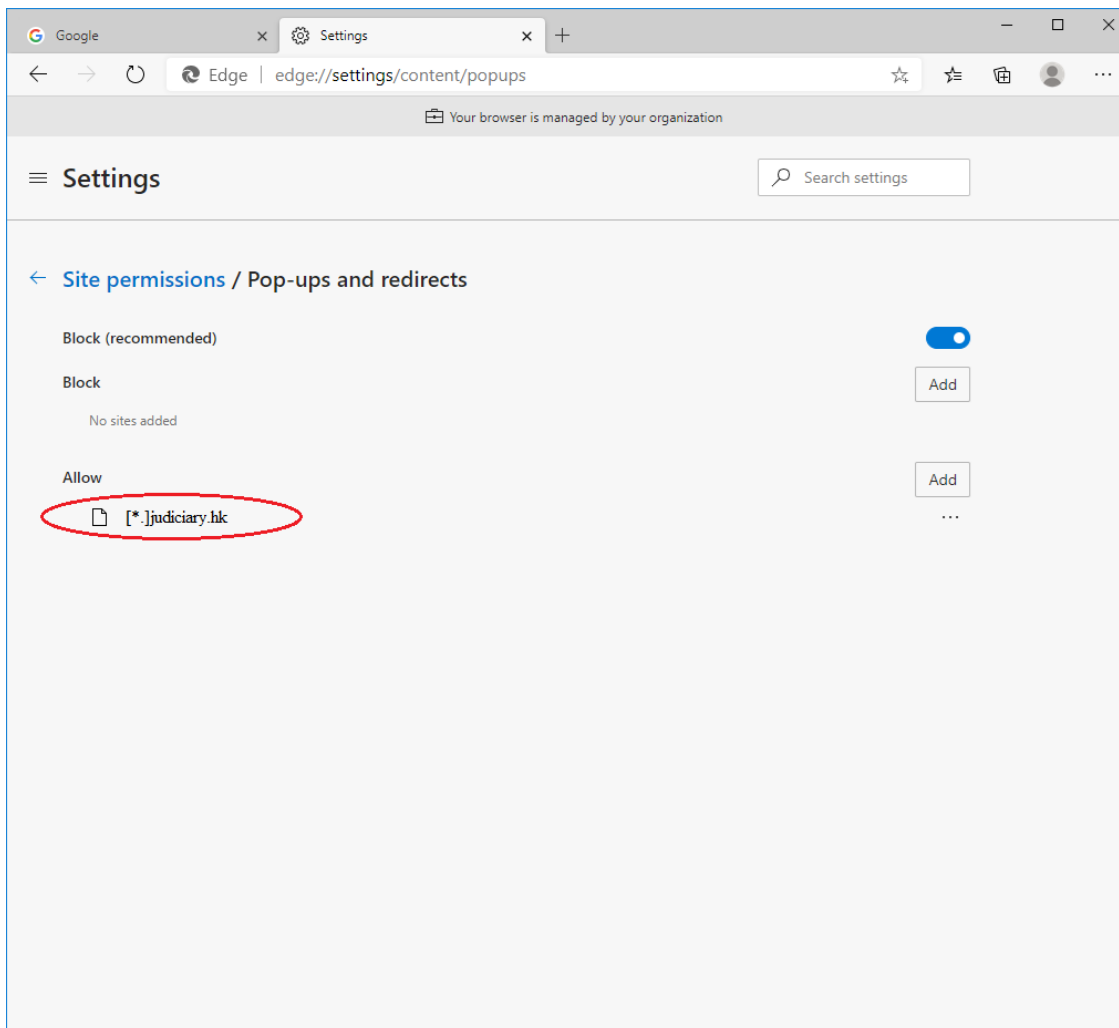 Google
Settings
Edge
edge://settings/content/popups
Your browser is managed by your organization
Settings
Search settings
Site permissions / Pop-ups and redirects
Block (recommended)
Block
Add
No sites added
Allow
Add
[*.]judiciary.hk